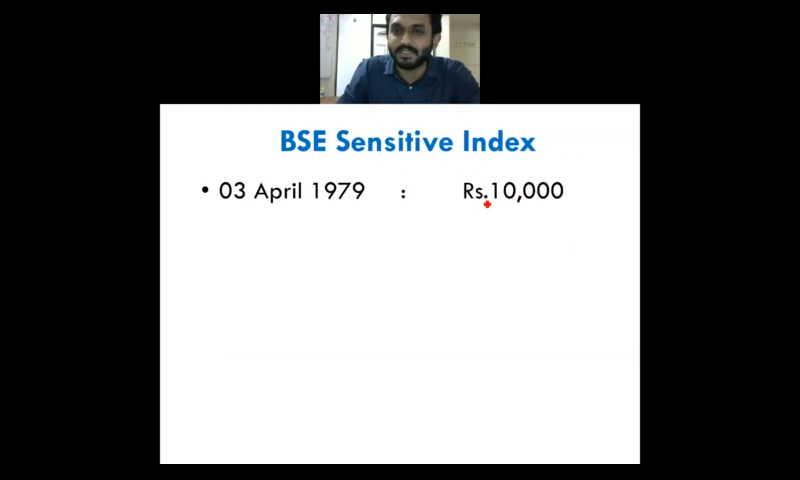 BSE Sensitive Index
• 03 April 1979 : Rs.10,000